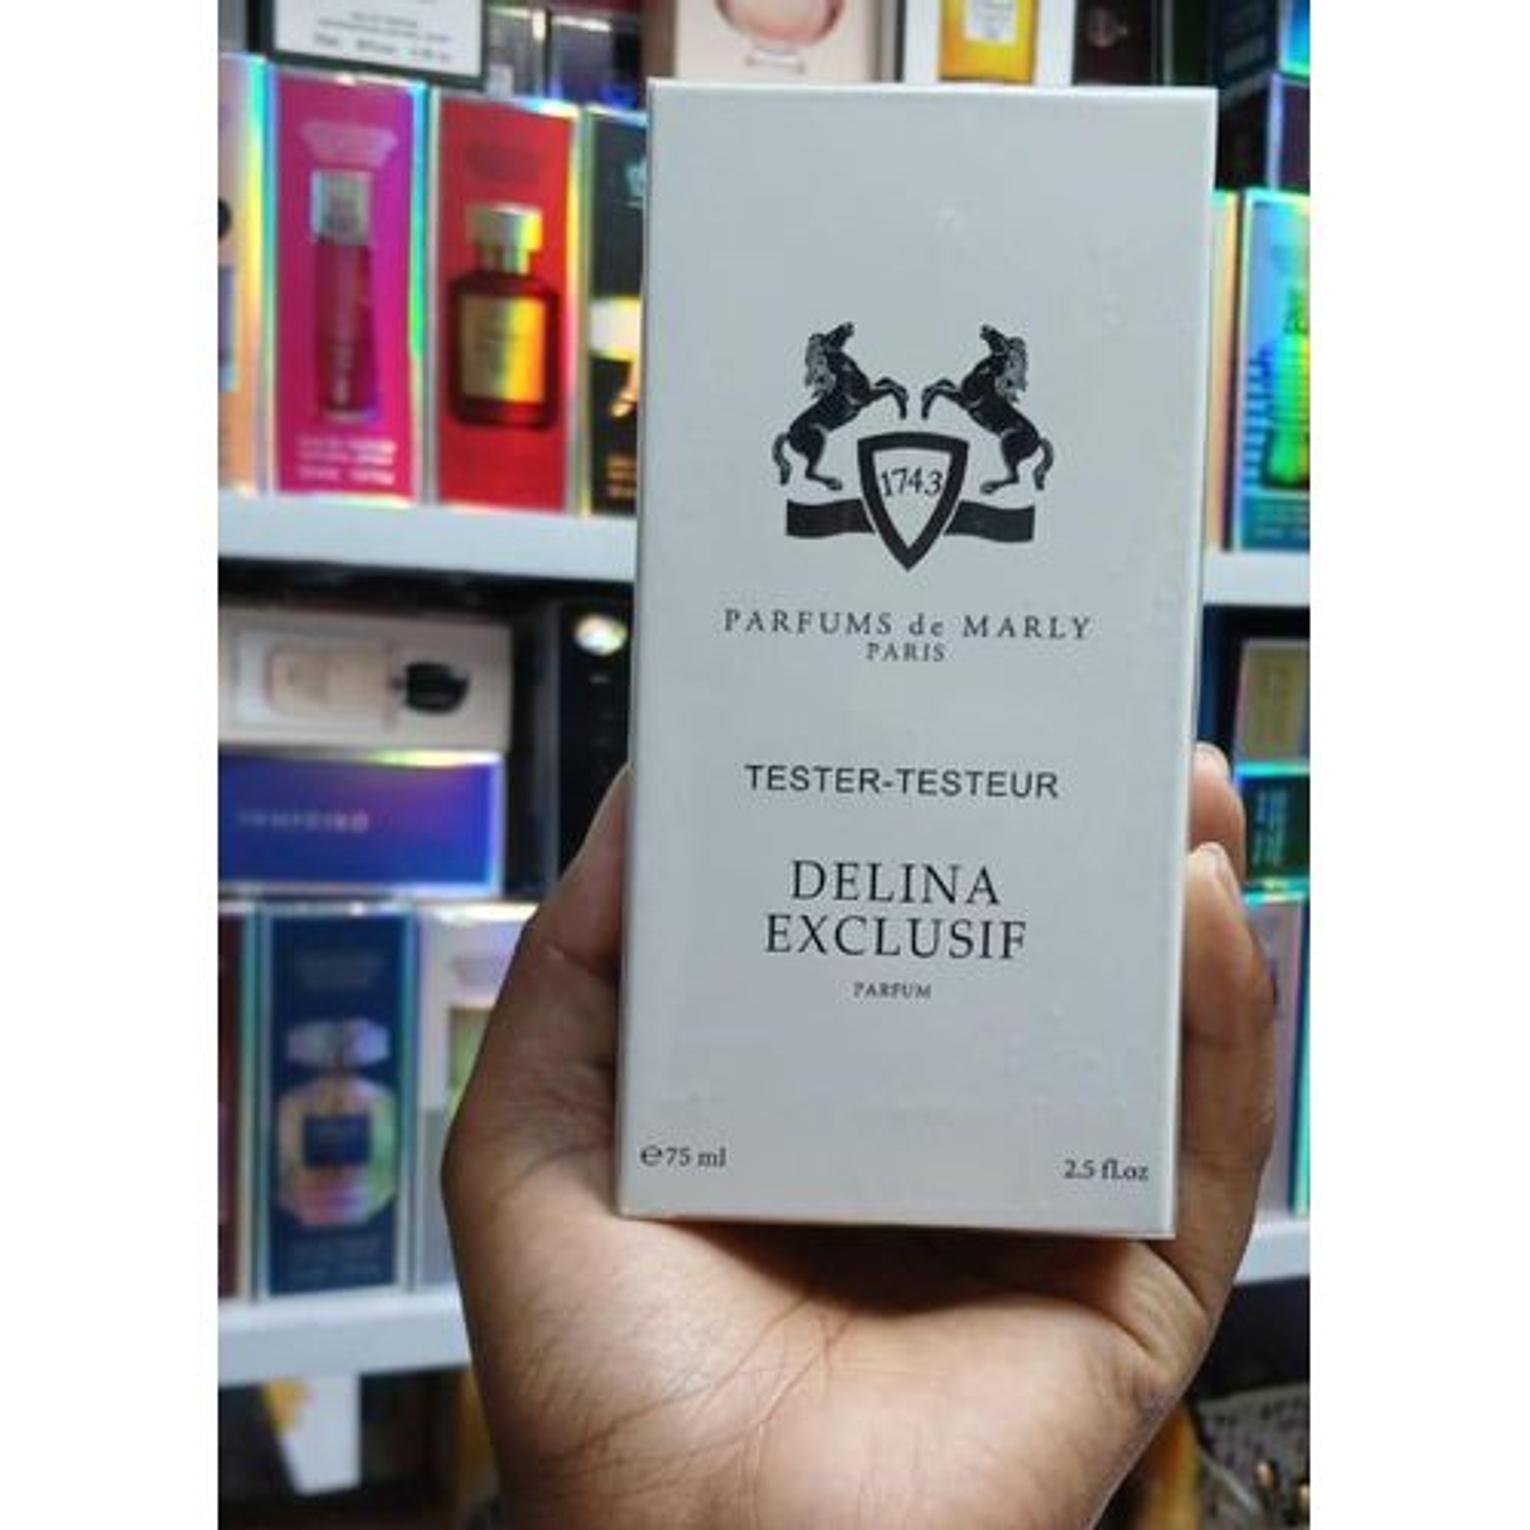 1743
PARFUMS de MARLY
PARIS
TESTER-TESTEUR
DELINA
EXCLUSIF
PARFUM
℮75 ml
2.5 fl.oz